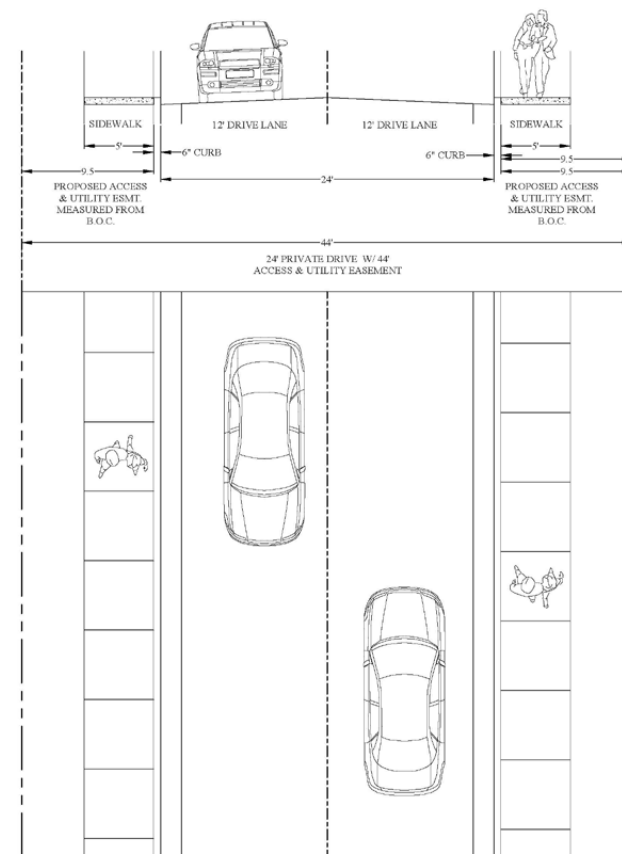 SIDEWALK
12' DRIVE LANE
12' DRIVE LANE
SIDEWALK
5'
6" CURB
6" CURB
5'
9.5
9.5
24'
9.5
PROPOSED ACCESS
& UTILITY ESMT.
MEASURED FROM
B.O.C.
PROPOSED ACCESS
& UTILITY ESMT.
MEASURED FROM
B.O.C.
44'
24' PRIVATE DRIVE W/ 44'
ACCESS & UTILITY EASEMENT